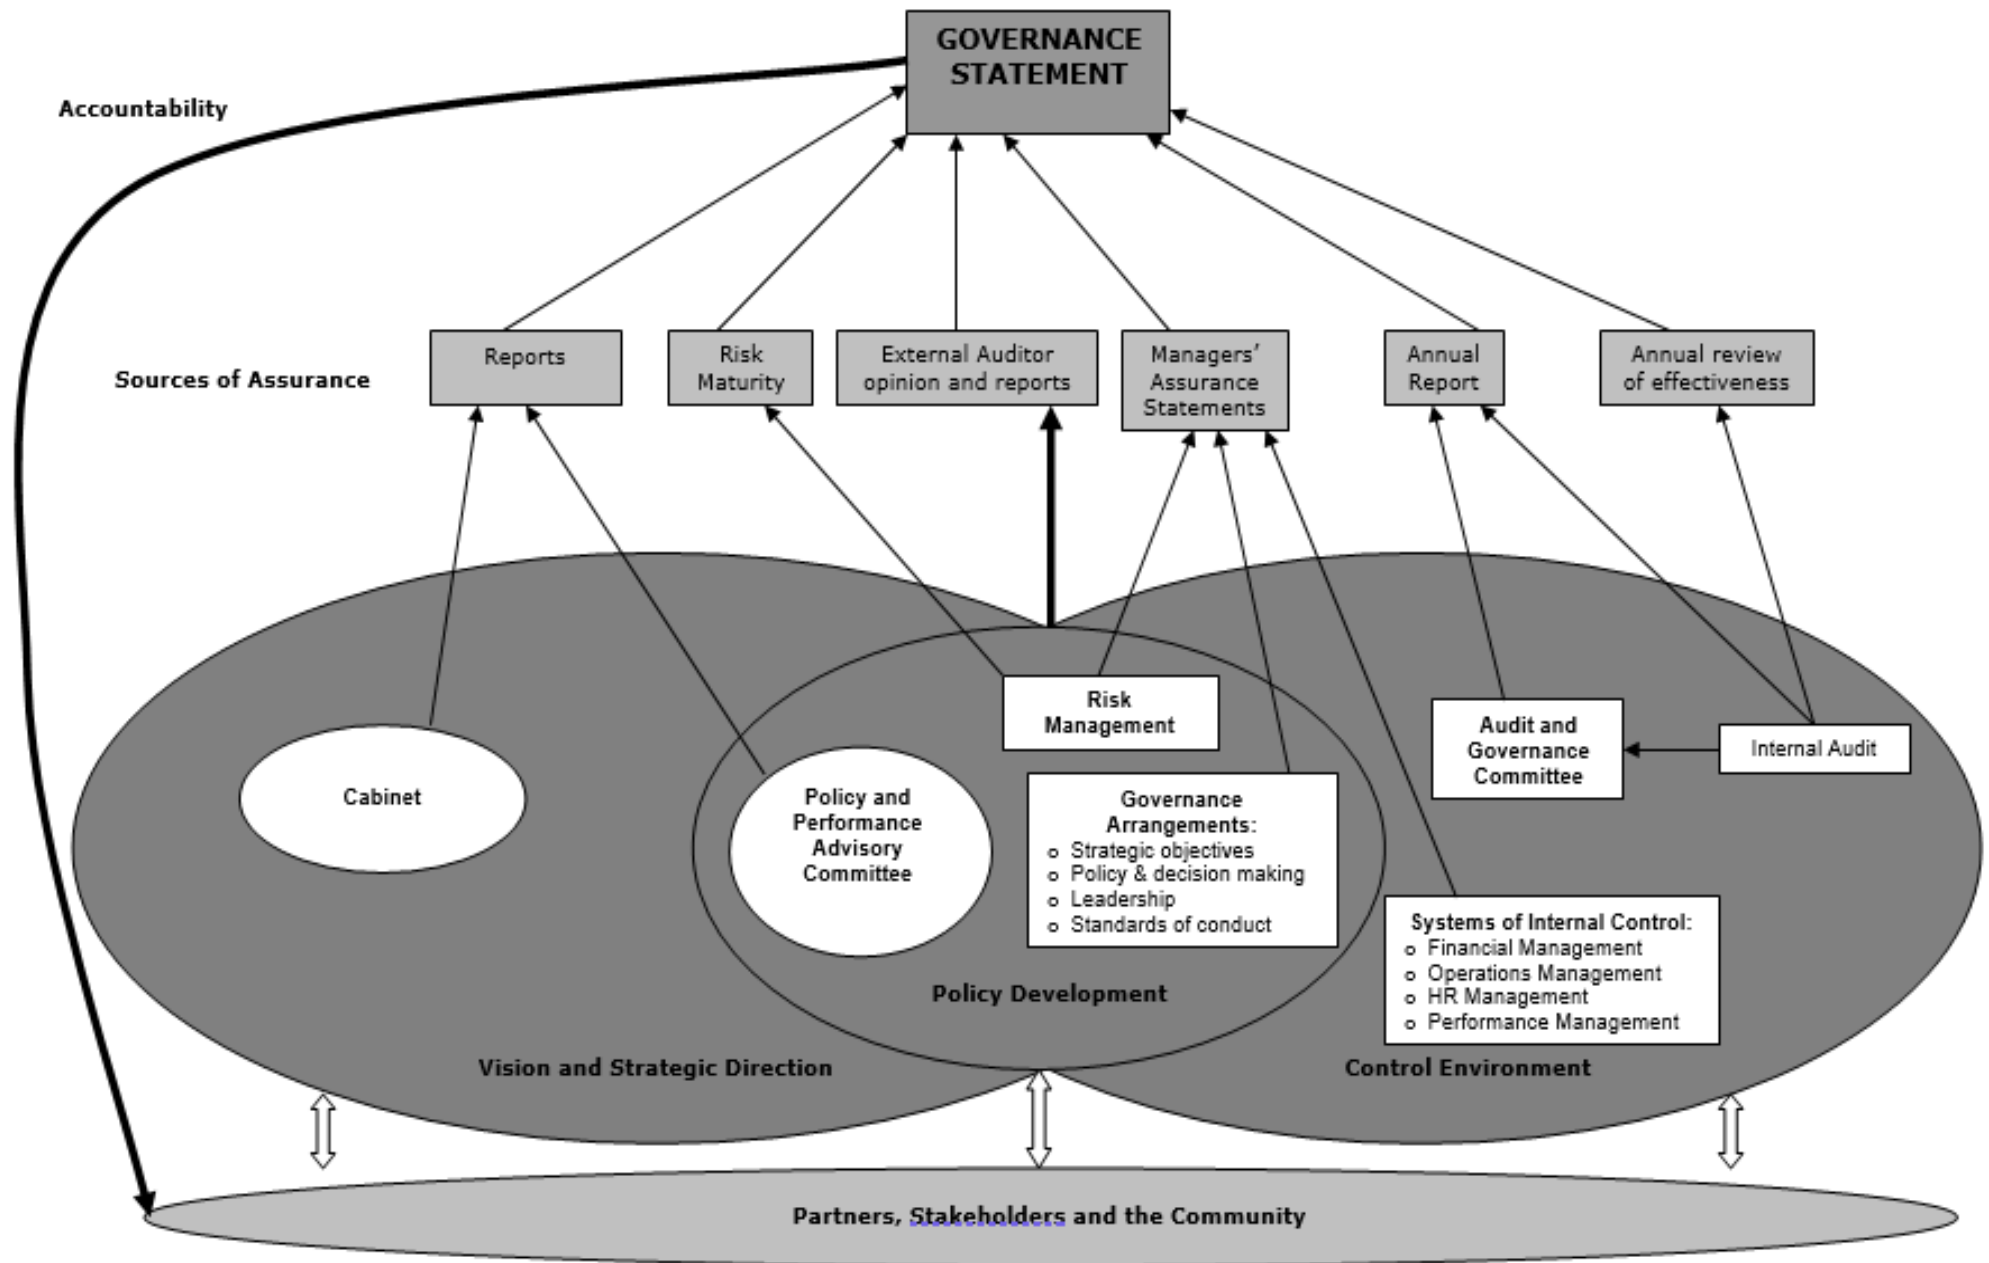 GOVERNANCE
STATEMENT
Accountability
Sources of Assurance
Reports
Risk
Maturity
External Auditor
opinion and reports
Managers’
Assurance
Statements
Annual
Report
Annual review
of effectiveness
Cabinet
Policy and
Performance
Advisory
Committee
Risk
Management
Governance
Arrangements:
o Strategic objectives
o Policy & decision making
o Leadership
o Standards of conduct
Audit and
Governance
Committee
Internal Audit
Systems of Internal Control:
o Financial Management
o Operations Management
o HR Management
o Performance Management
Policy Development
Vision and Strategic Direction
Control Environment
Partners, Stakeholders and the Community